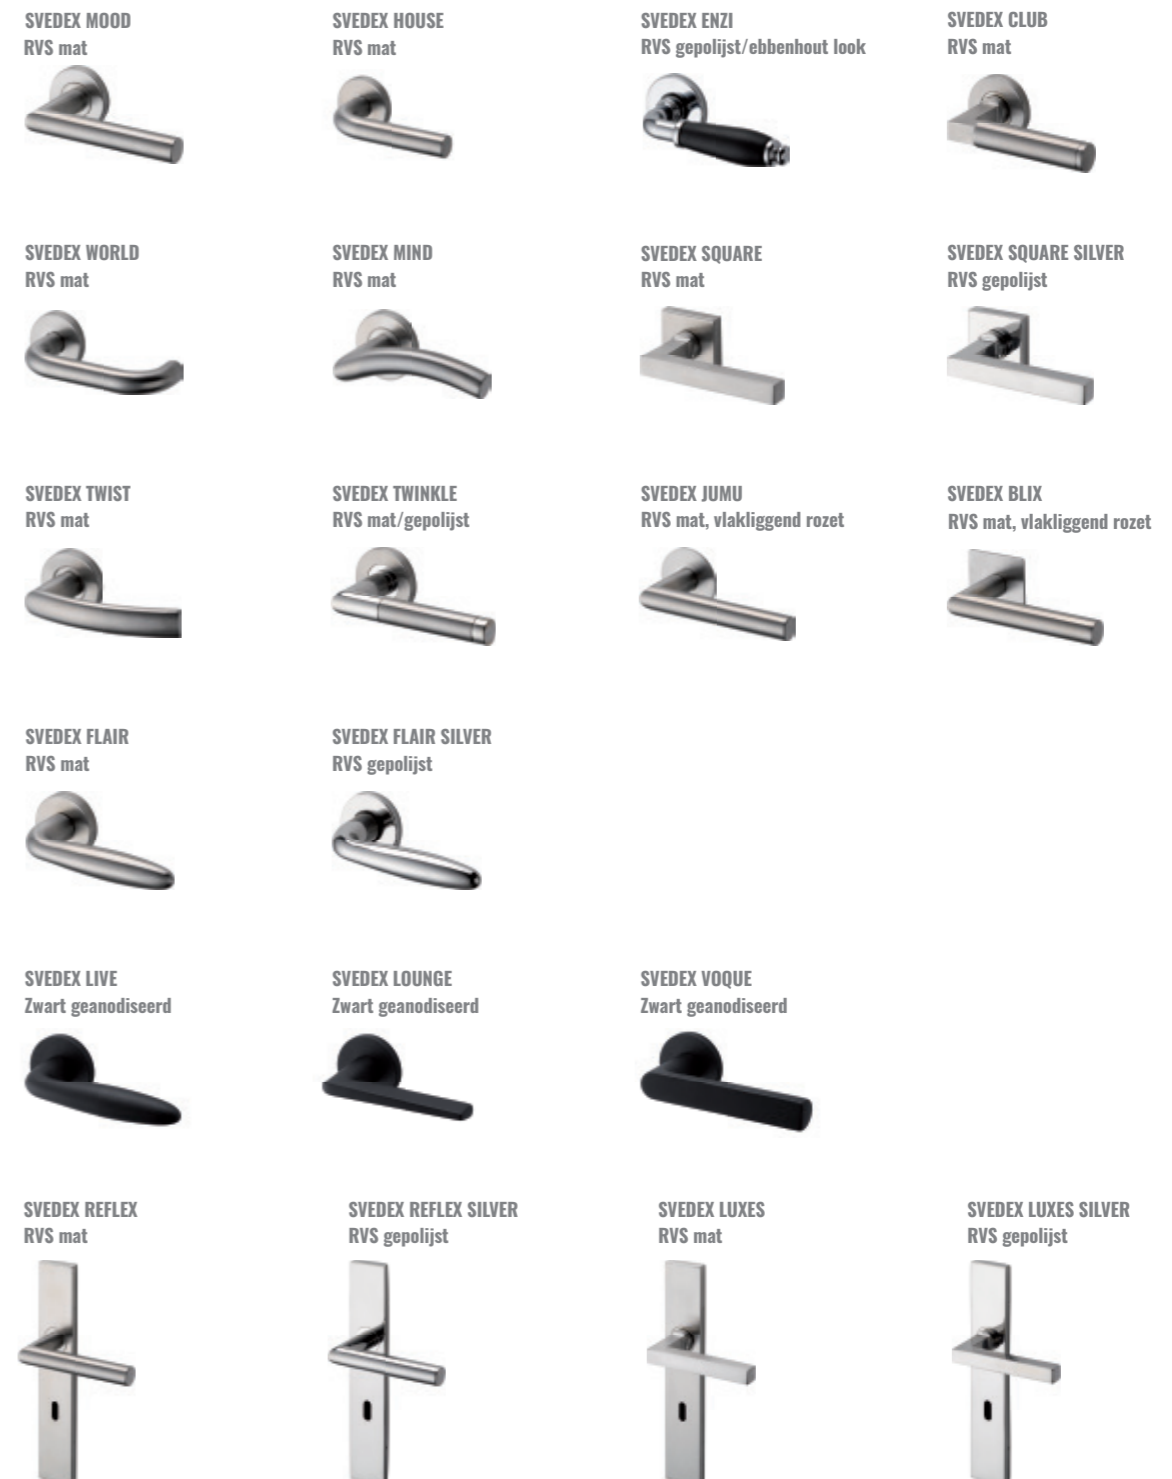 SVEDEX MOOD
RVS mat
SVEDEX HOUSE
RVS mat
SVEDEX ENZI
RVS gepolijst/ebbenhout look
SVEDEX CLUB
RVS mat
SVEDEX WORLD
RVS mat
SVEDEX MIND
RVS mat
SVEDEX SQUARE
RVS mat
SVEDEX SQUARE SILVER
RVS gepolijst
SVEDEX TWIST
RVS mat
SVEDEX TWINKLE
RVS mat/gepolijst
SVEDEX JUMU
RVS mat, vlakliggend rozet
SVEDEX BLIX
RVS mat, vlakliggend rozet
SVEDEX FLAIR
RVS mat
SVEDEX FLAIR SILVER
RVS gepolijst
SVEDEX LIVE
Zwart geanodiseerd
SVEDEX LOUNGE
Zwart geanodiseerd
SVEDEX VOQUE
Zwart geanodiseerd
SVEDEX REFLEX
RVS mat
SVEDEX REFLEX SILVER
RVS gepolijst
SVEDEX LUXES
RVS mat
SVEDEX LUXES SILVER
RVS gepolijst